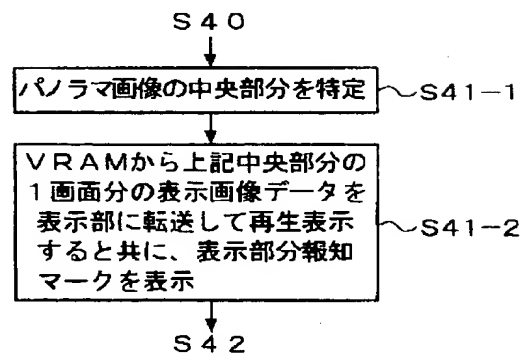 S40
パノラマ画像の中央部分を特定
S41-1
VRAMから上記中央部分の
1画面分の表示画像データを
表示部に転送して再生表示
すると共に、表示部分報知
マークを表示
S41-2
S42